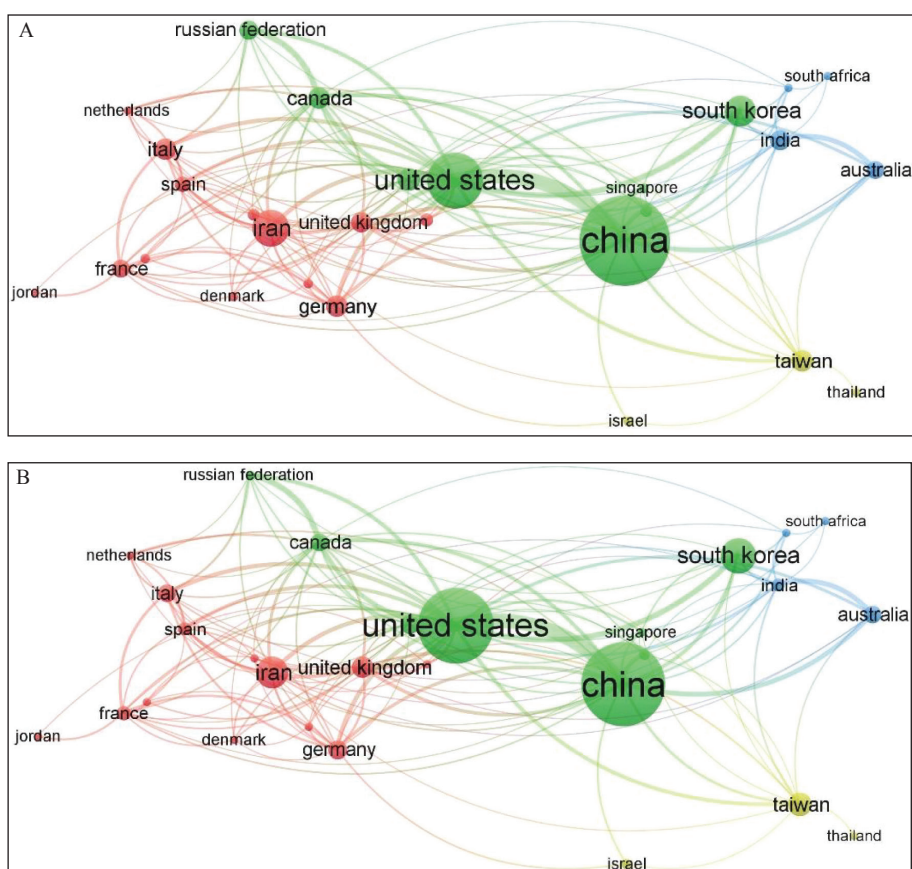 A
russian federation
south africa
netherlands
canada
south korea
italy
india
spain
united states
singapore
australia
iran
united kingdom
china
france
jordan
denmark
germany
taiwan
thailand
israel
B
russian federation
south africa
canada
netherlands
south korea
italy
india
spain
united states
singapore
australia
iran
united kingdom
china
france
jordan
denmark
germany
taiwan
thailand
israel